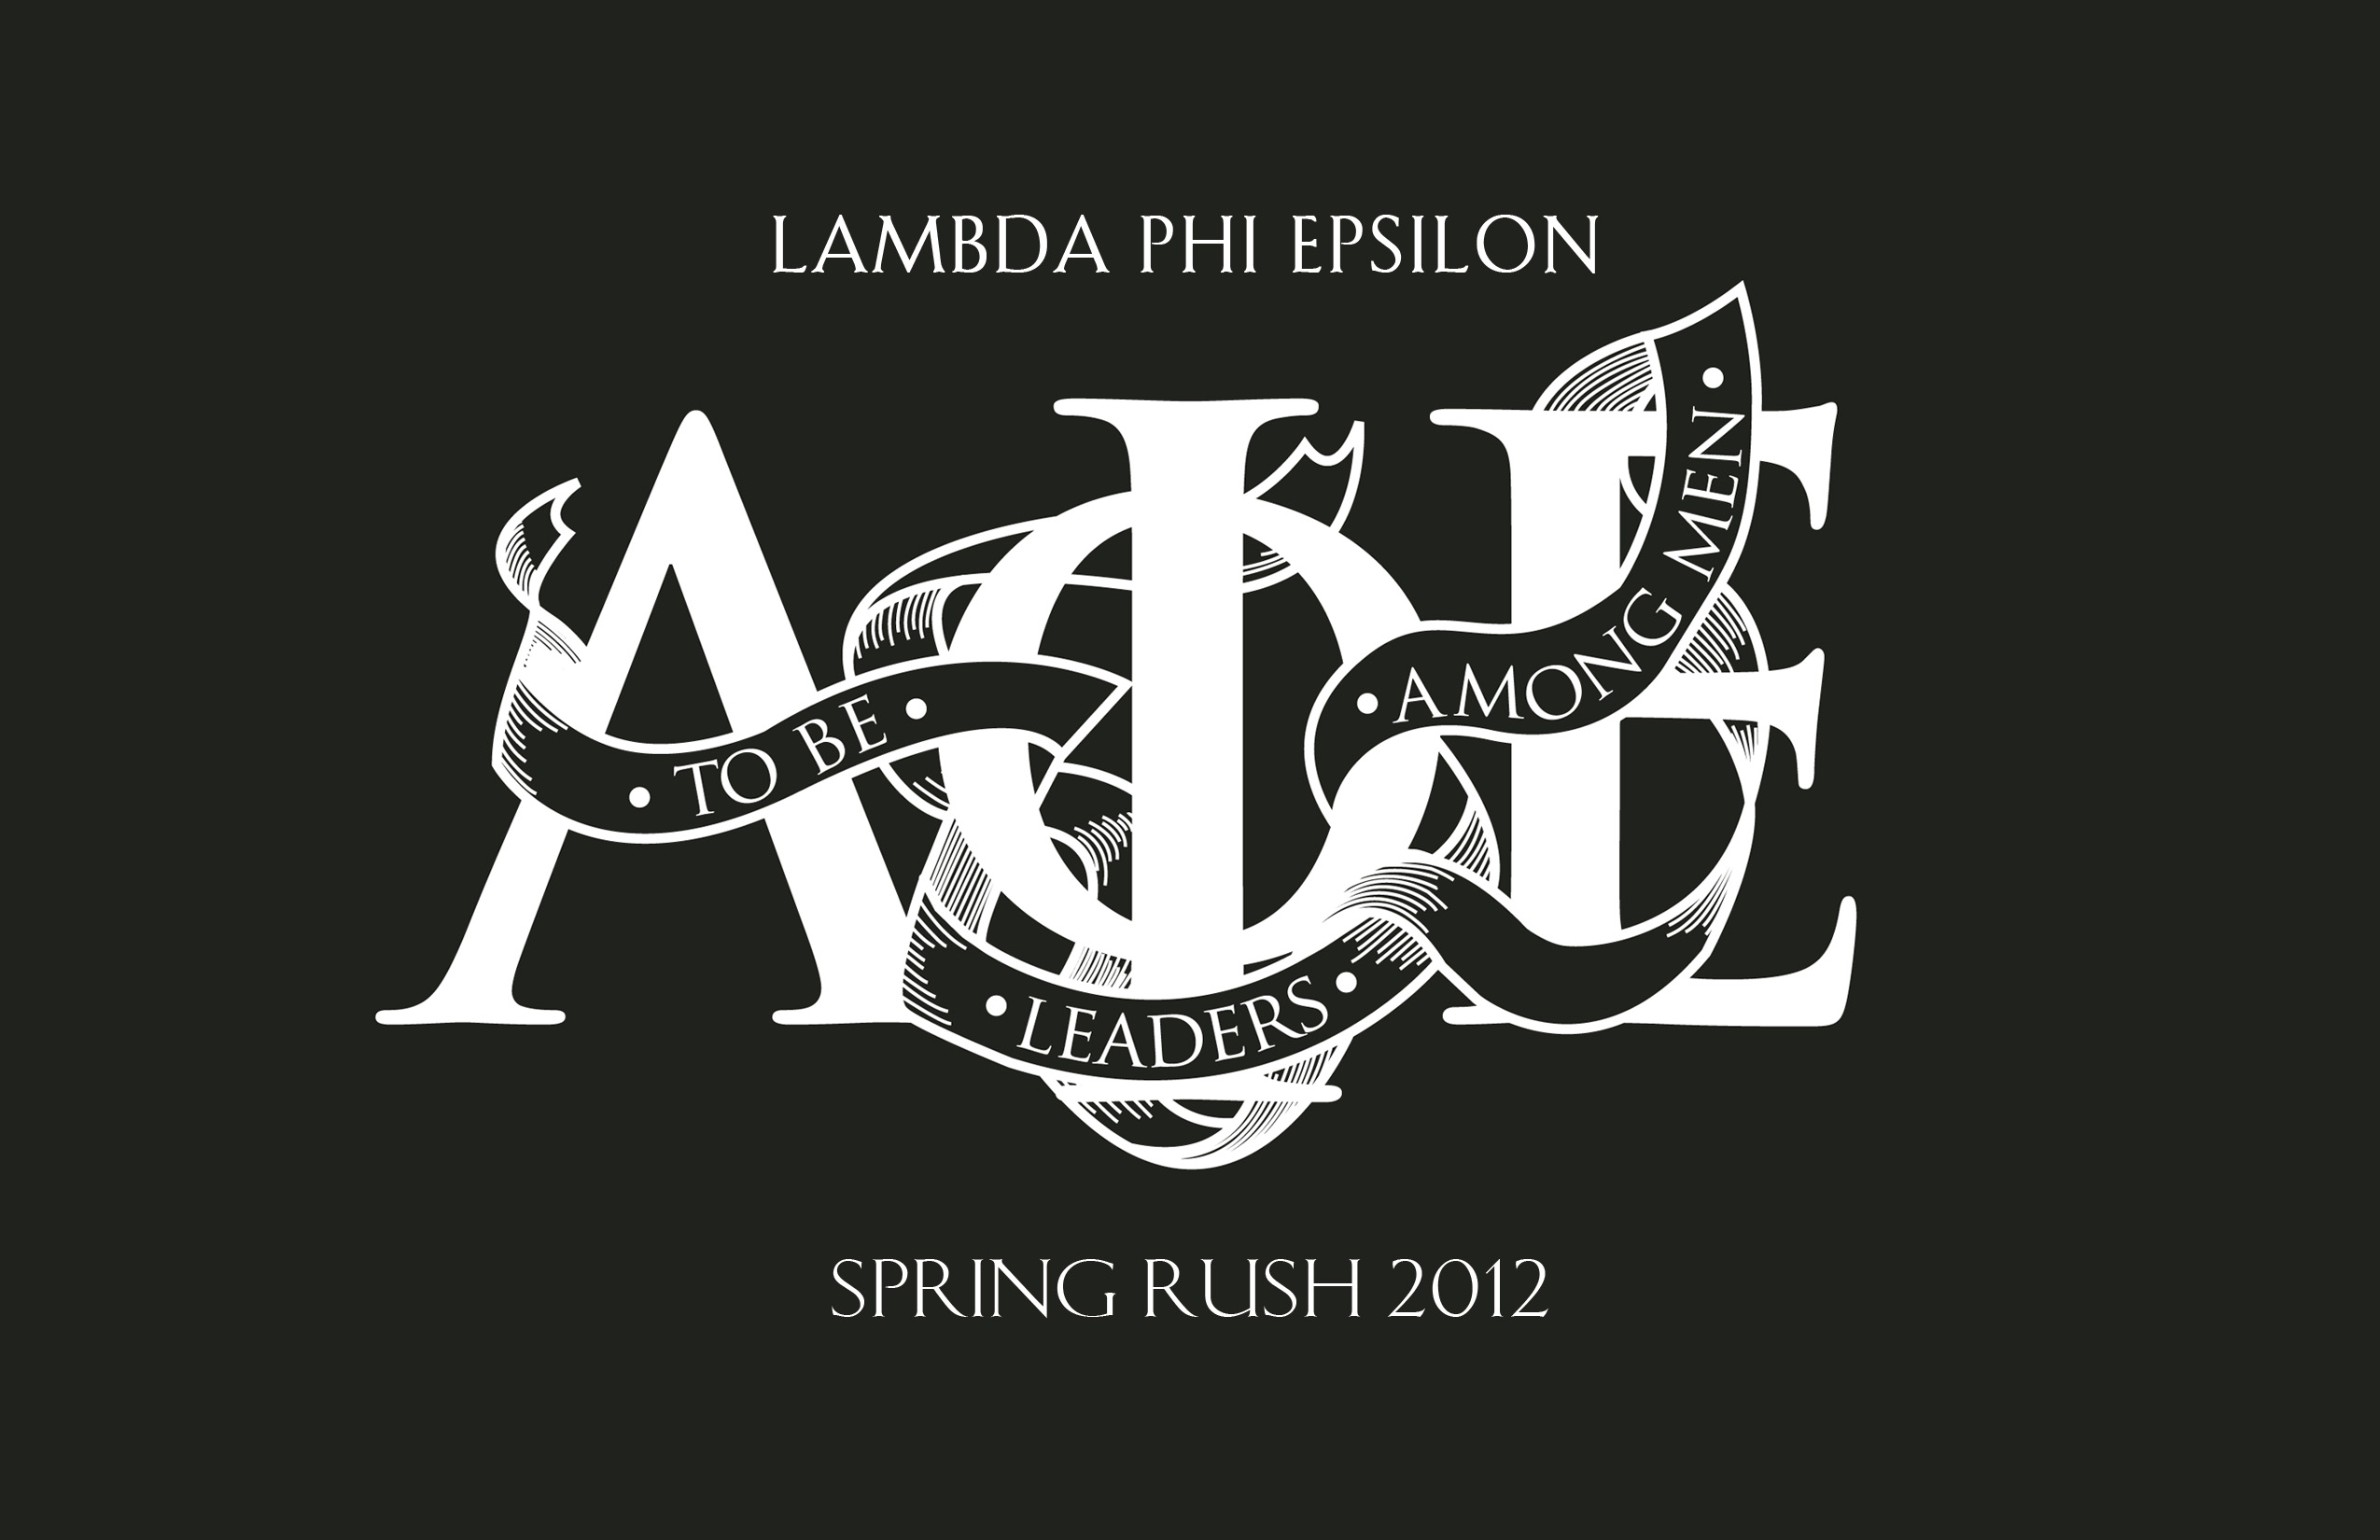 LAMBDA PHI EPSILON
ΛΦΕ
• TO BE •
• LEADERS •
• AMONG MEN •
SPRING RUSH 2012